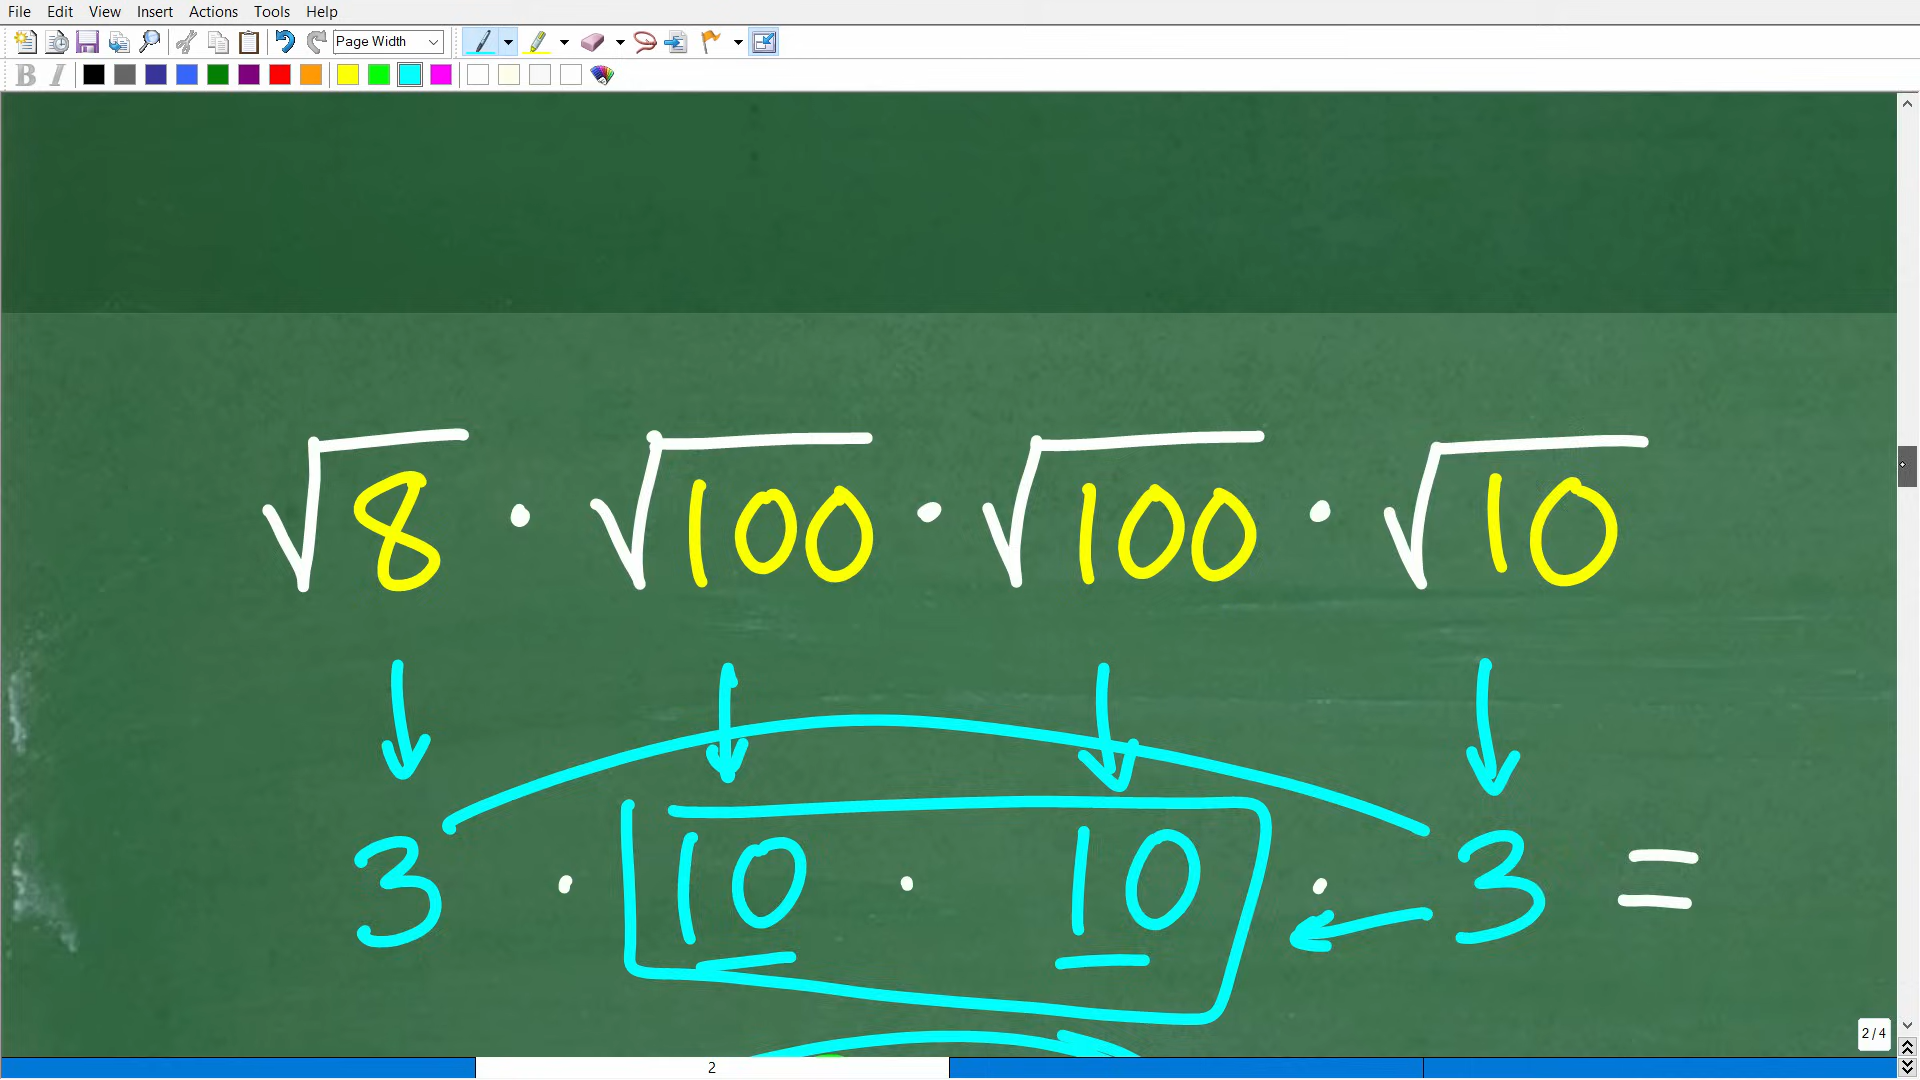 File Edit View Insert Actions Tools Help
Page Width
B I
√8 · √100 · √100 · √10
3 · 10 · 10 · 3 =
2 / 4
2